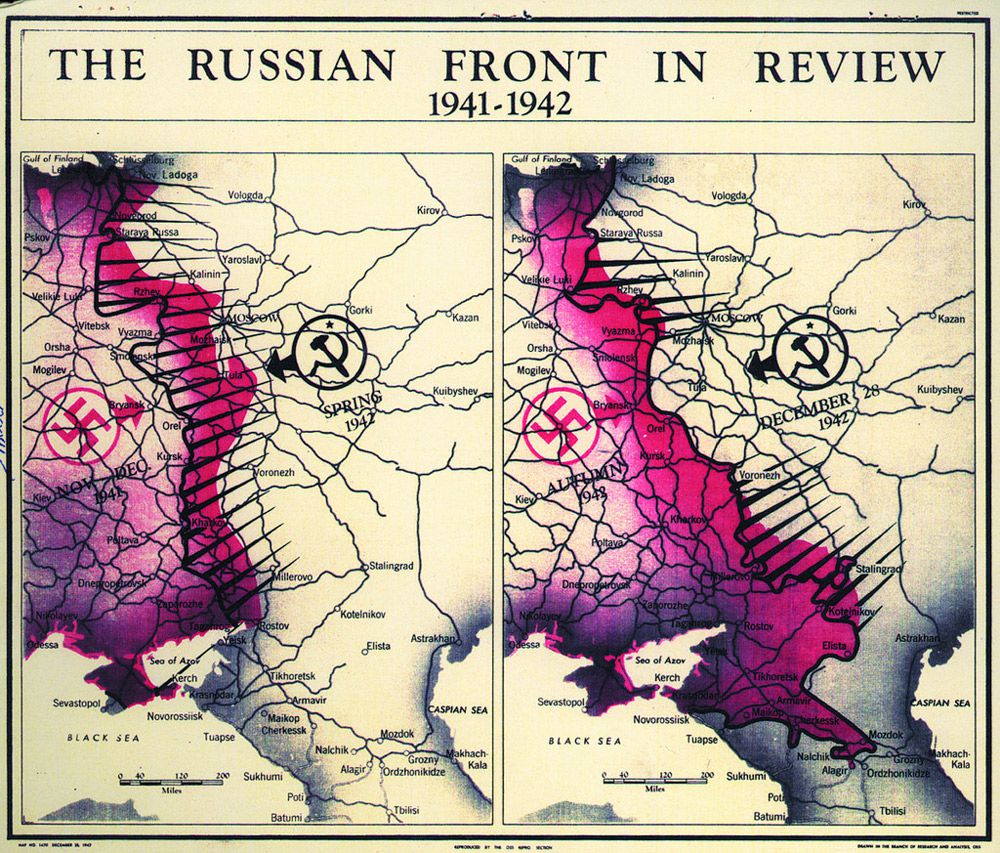 RESTRICTED
THE RUSSIAN FRONT IN REVIEW
1941-1942
Gulf of Finland
Schlüsselburg
Nov. Ladoga
Vologda
Kirov
Novgorod
Pskov
Staraya Russa
Yaroslavl
Kalinin
Velikie Luki
Rzhev
MOSCOW
Gorki
Kazan
Vitebsk
Vyazma
Mozhaisk
Orsha
Smolensk
Mogilev
Tula
Kuibyshev
Bryansk
SPRING
1942
Orel
Kursk
Voronezh
NOV.-DEC.
1941
Kiev
Kharkov
Poltava
Stalingrad
Dnepropetrovsk
Millerovo
Zaporozhe
Nikolayev
Kotelnikov
Taganrog
Rostov
Odessa
Yeisk
Elista
Astrakhan
Sea of Azov
Kerch
Tikhoretsk
Krasnodar
Sevastopol
Armavir
CASPIAN SEA
Novorossiisk
Maikop
Cherkessk
BLACK SEA
Tuapse
Mozdok
Nalchik
Grozny
Makhach-
Kala
Alagir
Ordzhonikidze
0 40 120 200
Miles
Sukhumi
Poti
Tbilisi
Batumi
Gulf of Finland
Schlüsselburg
Nov. Ladoga
Vologda
Kirov
Novgorod
Pskov
Staraya Russa
Yaroslavl
Kalinin
Velikie Luki
Rzhev
MOSCOW
Gorki
Kazan
Vitebsk
Vyazma
Mozhaisk
Orsha
Smolensk
Mogilev
Tula
Kuibyshev
Bryansk
DECEMBER 28
1942
Orel
Kursk
Voronezh
AUTUMN
Kiev
Kharkov
Poltava
Stalingrad
Dnepropetrovsk
Millerovo
Zaporozhe
Nikolayev
Kotelnikov
Taganrog
Rostov
Odessa
Yeisk
Elista
Astrakhan
Sea of Azov
Kerch
Tikhoretsk
Krasnodar
Sevastopol
Armavir
CASPIAN SEA
Novorossiisk
Maikop
Cherkessk
BLACK SEA
Tuapse
Mozdok
Nalchik
Grozny
Makhach-
Kala
Alagir
Ordzhonikidze
0 40 120 200
Miles
Sukhumi
Poti
Tbilisi
Batumi
MAP NO. 1470 DECEMBER 28, 1942
REPRODUCED BY THE OSS REPRO SECTION
DRAWN IN THE BRANCH OF RESEARCH AND ANALYSIS, OSS